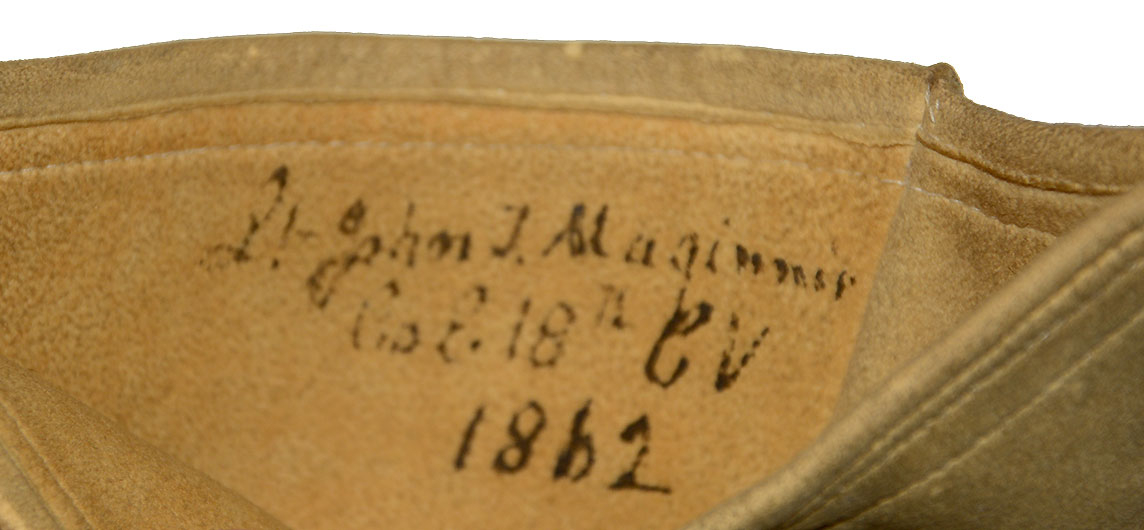 Lt John T. Maginnis
Co E. 18th CV
1862